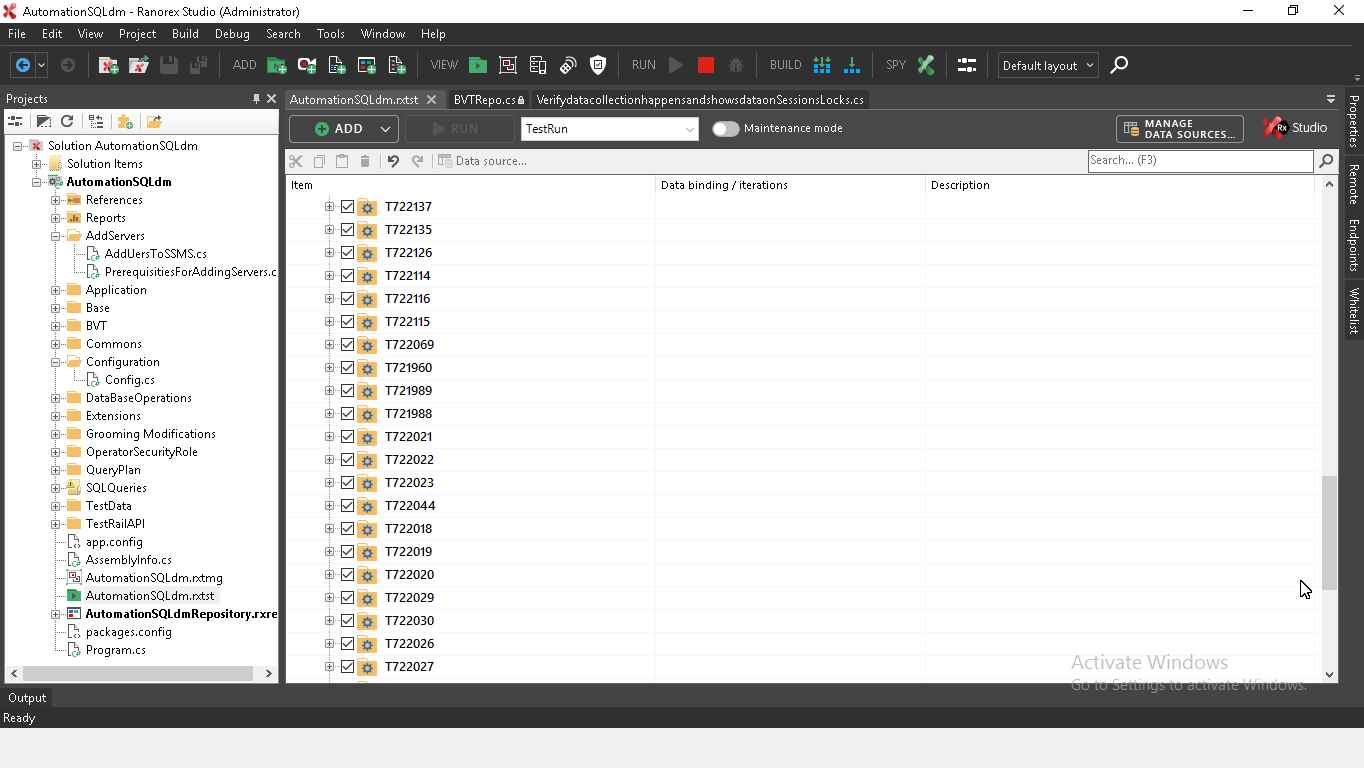 AutomationSQLdm - Ranorex Studio (Administrator)
File Edit View Project Build Debug Search Tools Window Help
ADD VIEW RUN BUILD SPY Default layout
Projects
AutomationSQLdm.rxtst BVTRepo.cs VerifydatacollectionhappensandshowsdataonSessionsLocks.cs
ADD RUN TestRun Maintenance mode MANAGE DATA SOURCES... Rx Studio
Data source... Search... (F3)
Item Data binding / iterations Description
Solution AutomationSQLdm
Solution Items
AutomationSQLdm
References
Reports
AddServers
AddUersToSSMS.cs
PrerequisitiesForAddingServers.c
Application
Base
BVT
Commons
Configuration
Config.cs
DataBaseOperations
Extensions
Grooming Modifications
OperatorSecurityRole
QueryPlan
SQLQueries
TestData
TestRailAPI
app.config
AssemblyInfo.cs
AutomationSQLdm.rxtmg
AutomationSQLdm.rxtst
AutomationSQLdmRepository.rxre
packages.config
Program.cs
T722137
T722135
T722126
T722114
T722116
T722115
T722069
T721960
T721989
T721988
T722021
T722022
T722023
T722044
T722018
T722019
T722020
T722029
T722030
T722026
T722027
Properties
Remote
Endpoints
Whitelist
Activate Windows
Go to Settings to activate Windows.
Output
Ready